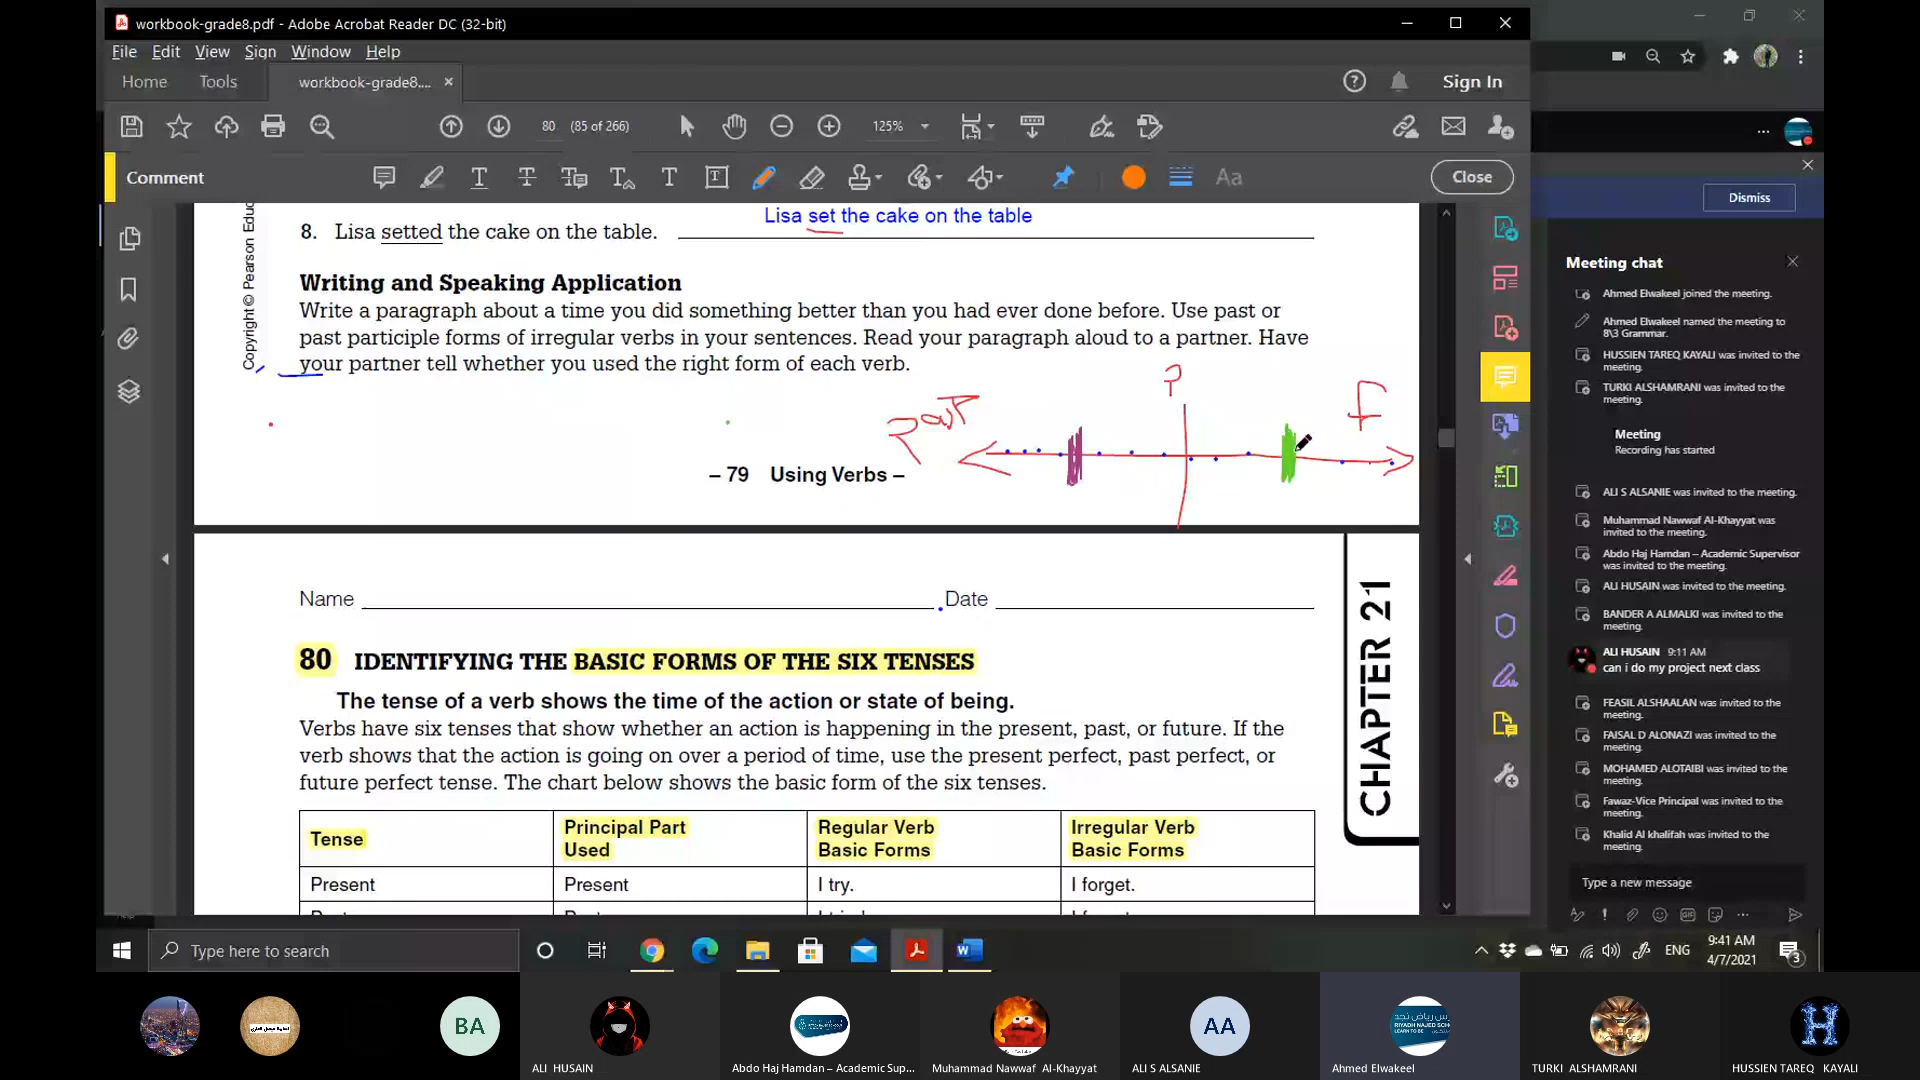 workbook-grade8.pdf - Adobe Acrobat Reader DC (32-bit)
File Edit View Sign Window Help
Home Tools workbook-grade8.... × Sign In
80 (85 of 266) 125%
Comment Close
Dismiss
Copyright © Pearson Educ
Lisa set the cake on the table
8. Lisa setted the cake on the table.
Writing and Speaking Application
Write a paragraph about a time you did something better than you had ever done before. Use past or
past participle forms of irregular verbs in your sentences. Read your paragraph aloud to a partner. Have
your partner tell whether you used the right form of each verb.
Past P F
– 79 Using Verbs –
Name Date
CHAPTER 21
80 IDENTIFYING THE BASIC FORMS OF THE SIX TENSES
The tense of a verb shows the time of the action or state of being.
Verbs have six tenses that show whether an action is happening in the present, past, or future. If the
verb shows that the action is going on over a period of time, use the present perfect, past perfect, or
future perfect tense. The chart below shows the basic form of the six tenses.
Tense
Principal Part
Used
Regular Verb
Basic Forms
Irregular Verb
Basic Forms
Present Present I try. I forget.
Meeting chat
Ahmed Elwakeel joined the meeting.
Ahmed Elwakeel named the meeting to
8\3 Grammar.
HUSSIEN TAREQ KAYALI was invited to the
meeting.
TURKI ALSHAMRANI was invited to the
meeting.
Meeting
Recording has started
ALI S ALSANIE was invited to the meeting.
Muhammad Nawwaf Al-Khayyat was
invited to the meeting.
Abdo Haj Hamdan – Academic Supervisor
was invited to the meeting.
ALI HUSAIN was invited to the meeting.
BANDER A ALMALKI was invited to the
meeting.
ALI HUSAIN 9:11 AM
can i do my project next class
FEASIL ALSHAALAN was invited to the
meeting.
FAISAL D ALONAZI was invited to the
meeting.
MOHAMED ALOTAIBI was invited to the
meeting.
Fawaz-Vice Principal was invited to the
meeting.
Khalid Al khalifah was invited to the
meeting.
Type a new message
Type here to search
ENG
9:41 AM
4/7/2021
3
BA
AA
ALI HUSAIN
Abdo Haj Hamdan – Academic Sup...
Muhammad Nawwaf Al-Khayyat
ALI S ALSANIE
Ahmed Elwakeel
TURKI ALSHAMRANI
HUSSIEN TAREQ KAYALI